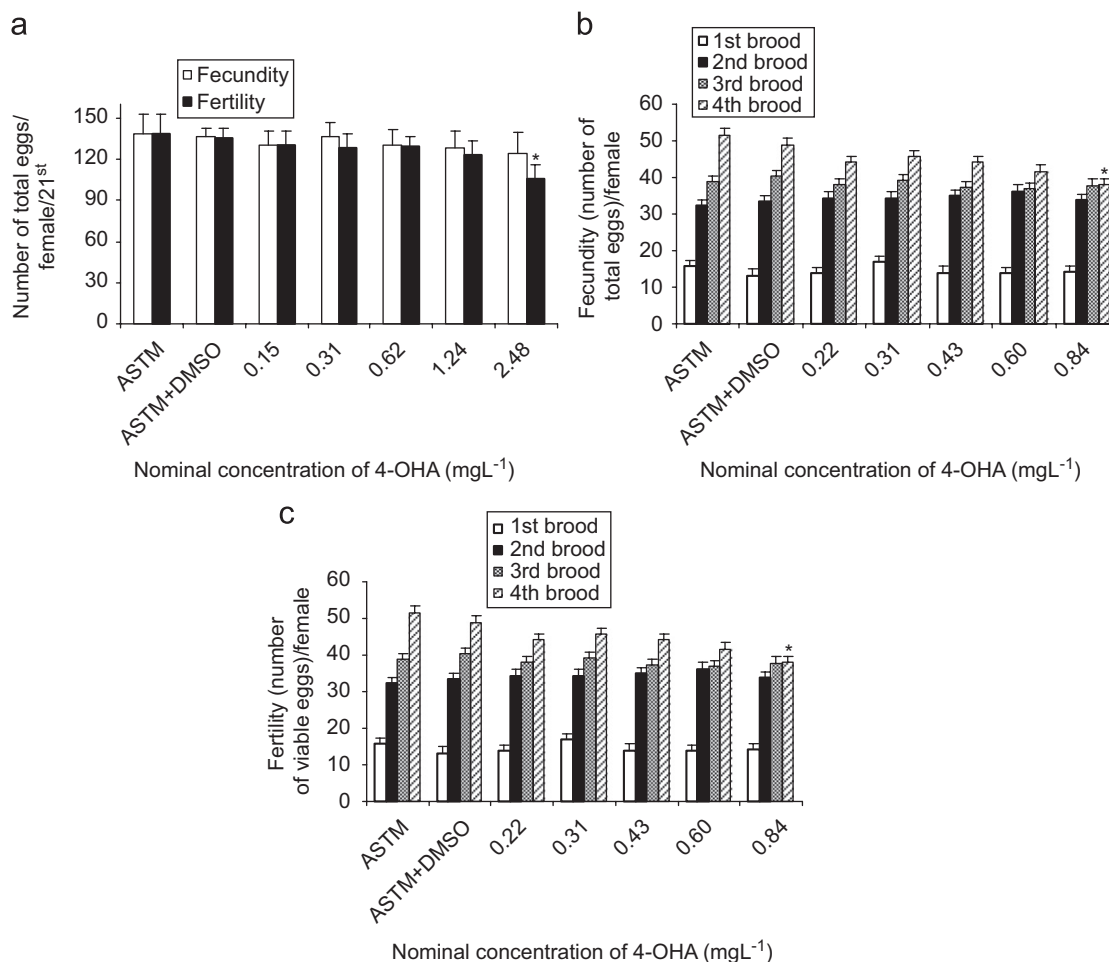 a
Fecundity
Fertility
Number of total eggs/
female/21st
150
120
90
60
30
0
ASTM
ASTM+DMSO
0.15
0.31
0.62
1.24
2.48
*
Nominal concentration of 4-OHA (mgL-1)
b
1st brood
2nd brood
3rd brood
4th brood
Fecundity (number of
total eggs)/female
60
50
40
30
20
10
0
ASTM
ASTM+DMSO
0.22
0.31
0.43
0.60
0.84
*
Nominal concentration of 4-OHA (mgL-1)
c
1st brood
2nd brood
3rd brood
4th brood
Fertility (number
of viable eggs)/female
60
50
40
30
20
10
0
ASTM
ASTM+DMSO
0.22
0.31
0.43
0.60
0.84
*
Nominal concentration of 4-OHA (mgL-1)